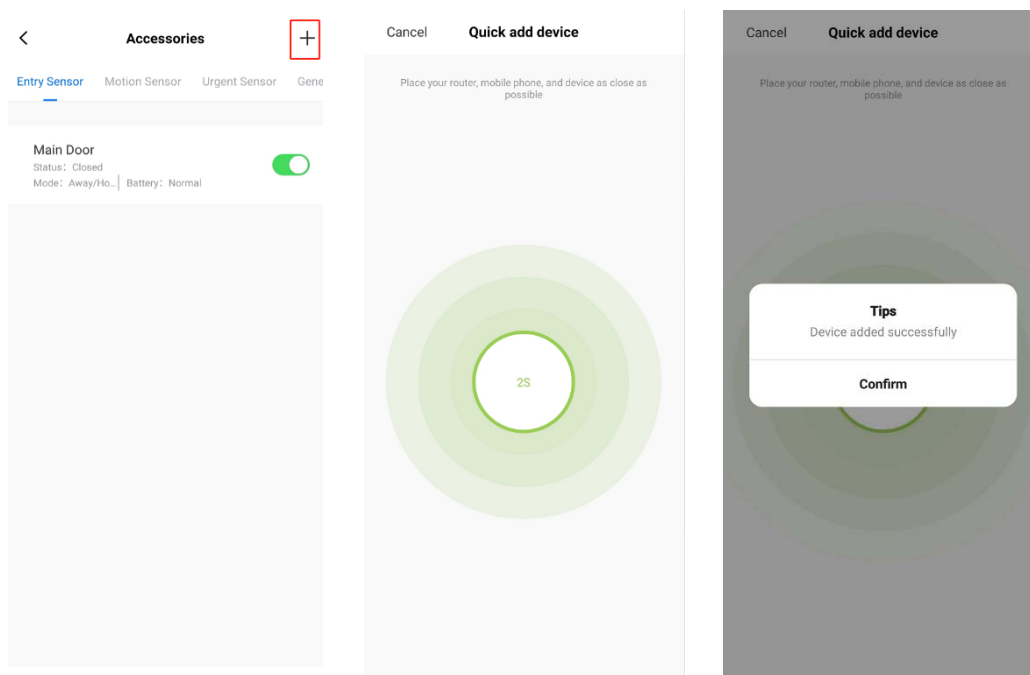 Accessories
Entry Sensor Motion Sensor Urgent Sensor Gene
Main Door
Status: Closed
Mode: Away/Ho... Battery: Normal
Cancel Quick add device
Place your router, mobile phone, and device as close as
possible
2S
Cancel Quick add device
Place your router, mobile phone, and device as close as
possible
Tips
Device added successfully
Confirm